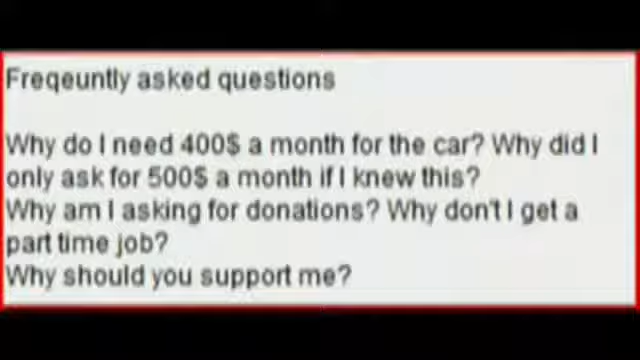 Freqeuntly asked questions
Why do I need 400$ a month for the car? Why did I
only ask for 500$ a month if I knew this?
Why am I asking for donations? Why don't I get a
part time job?
Why should you support me?